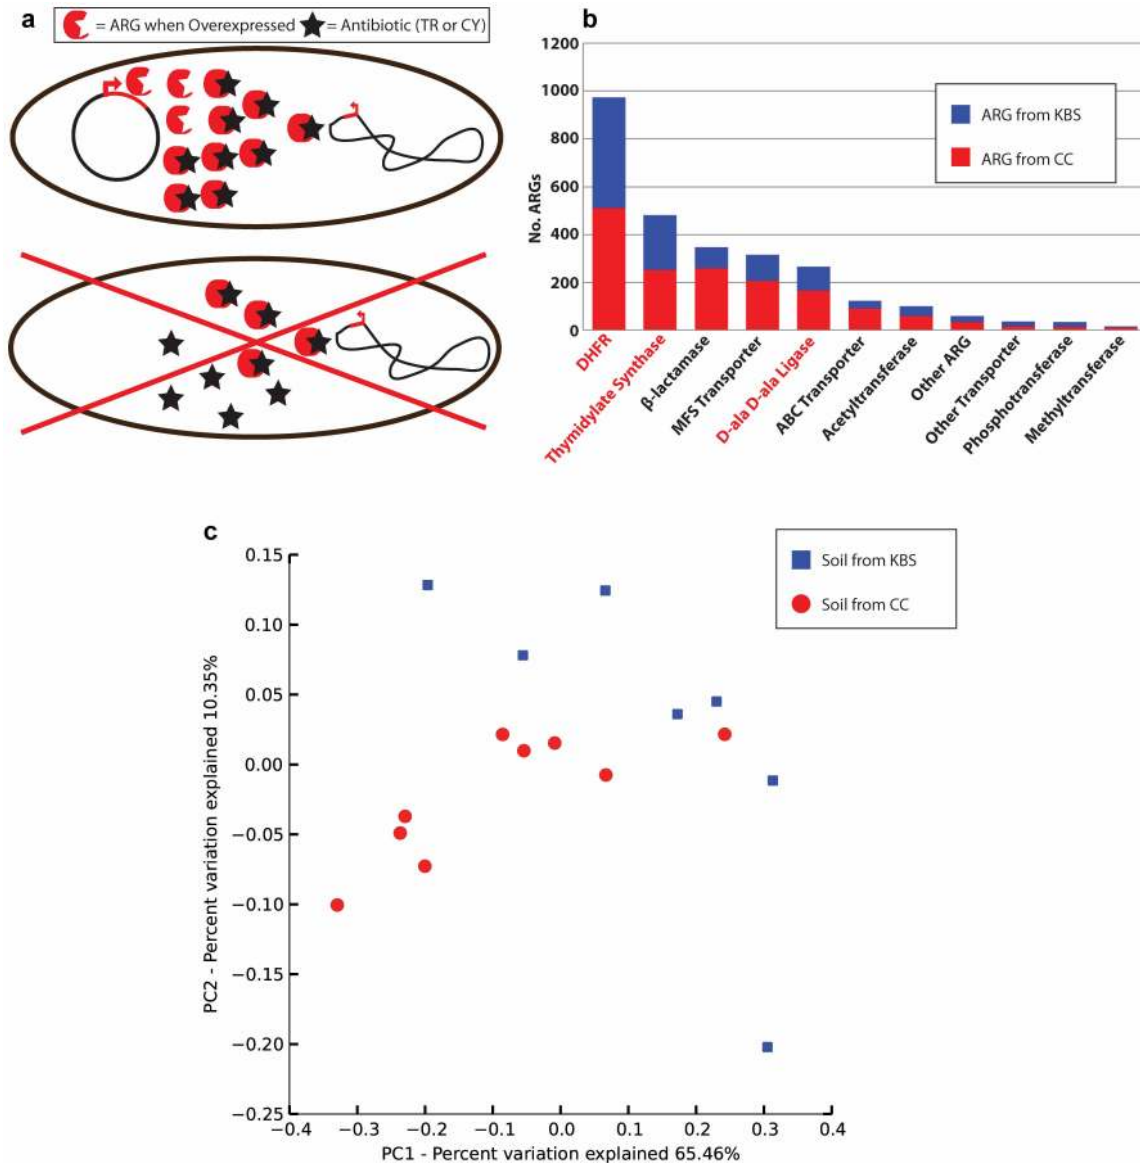 a
= ARG when Overexpressed = Antibiotic (TR or CY)
b
1200
1000
800
600
400
200
0
No. ARGs
ARG from KBS
ARG from CC
DHFR
Thymidylate Synthase
β-lactamase
MFS Transporter
D-ala D-ala Ligase
ABC Transporter
Acetyltransferase
Other ARG
Other Transporter
Phosphotransferase
Methyltransferase
c
Soil from KBS
Soil from CC
0.15
0.10
0.05
0.00
−0.05
−0.10
−0.15
−0.20
−0.25
PC2 - Percent variation explained 10.35%
−0.4 −0.3 −0.2 −0.1 0.0 0.1 0.2 0.3 0.4
PC1 - Percent variation explained 65.46%